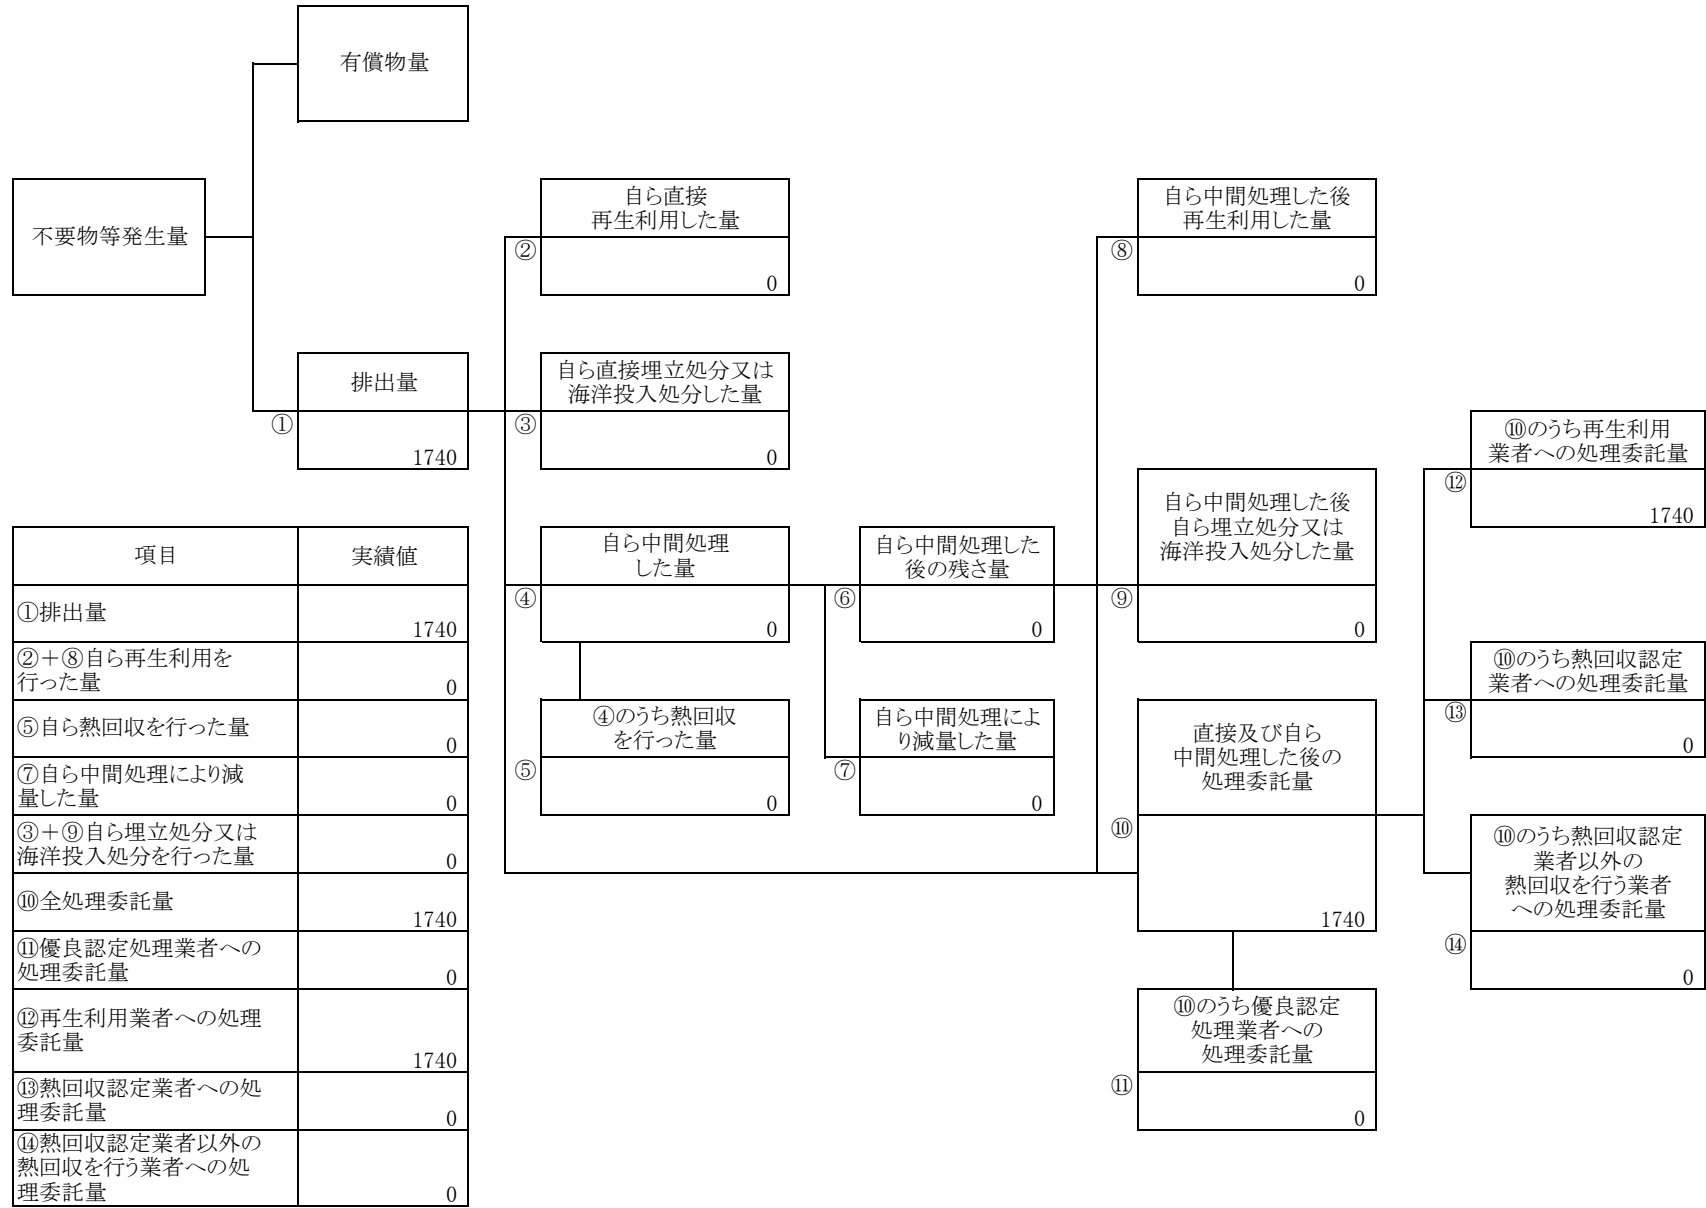 有償物量
不要物等発生量
自ら直接
再生利用した量
②
0
自ら中間処理した後
再生利用した量
⑧
0
排出量
①
1740
自ら直接埋立処分又は
海洋投入処分した量
③
0
⑩のうち再生利用
業者への処理委託量
⑫
1740
自ら中間処理した後
自ら埋立処分又は
海洋投入処分した量
⑨
0
自ら中間処理
した量
④
0
自ら中間処理した
後の残さ量
⑥
0
⑩のうち熱回収認定
業者への処理委託量
⑬
0
④のうち熱回収
を行った量
⑤
0
自ら中間処理によ
り減量した量
⑦
0
直接及び自ら
中間処理した後の
処理委託量
⑩
1740
⑩のうち熱回収認定
業者以外の
熱回収を行う業者
への処理委託量
⑭
0
⑩のうち優良認定
処理業者への
処理委託量
⑪
0
項目 実績値
①排出量
1740
②＋⑧自ら再生利用を
行った量
0
⑤自ら熱回収を行った量
0
⑦自ら中間処理により減
量した量
0
③＋⑨自ら埋立処分又は
海洋投入処分を行った量
0
⑩全処理委託量
1740
⑪優良認定処理業者への
処理委託量
0
⑫再生利用業者への処理
委託量
1740
⑬熱回収認定業者への処
理委託量
0
⑭熱回収認定業者以外の
熱回収を行う業者への処
理委託量
0